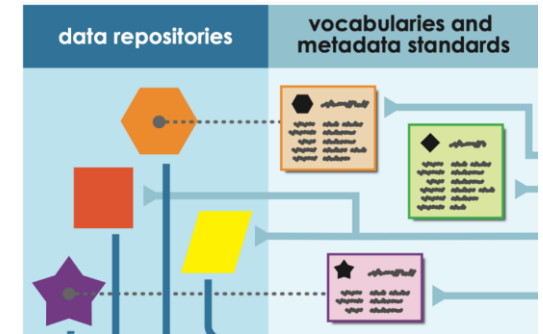 data repositories
vocabularies and
metadata standards